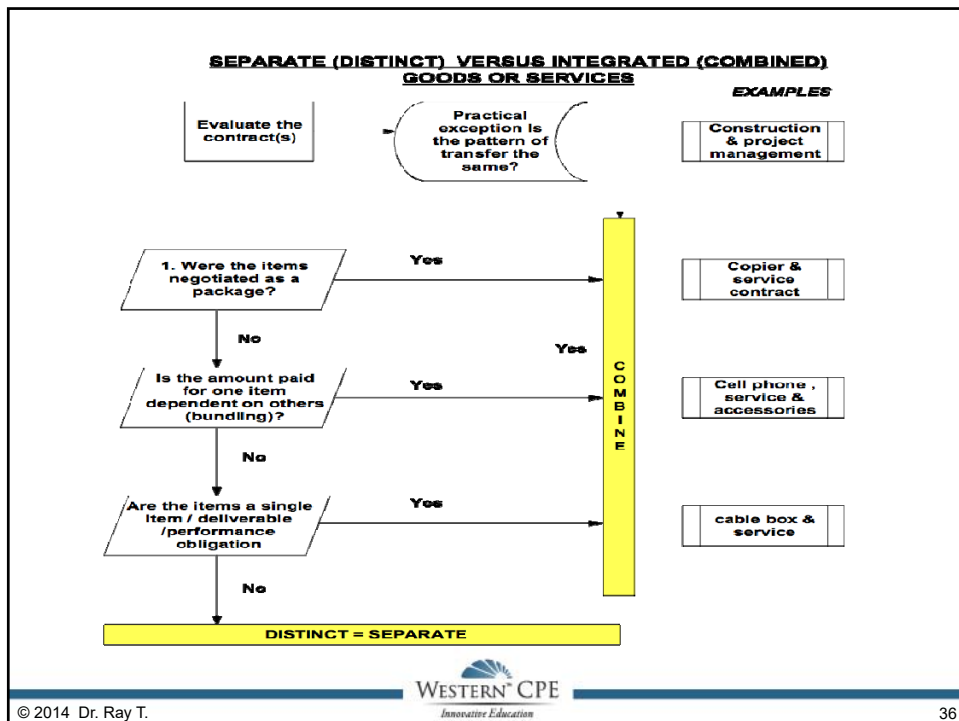 SEPARATE (DISTINCT) VERSUS INTEGRATED (COMBINED)
GOODS OR SERVICES
EXAMPLES
Evaluate the
contract(s)
Practical
exception Is
the pattern of
transfer the
same?
Construction
& project
management
1. Were the items
negotiated as a
package?
Yes
Copier &
service
contract
No
Yes
Is the amount paid
for one item
dependent on others
(bundling)?
Yes
COMBINE
Cell phone ,
service &
accessories
No
Are the items a single
item / deliverable
/performance
obligation
Yes
cable box &
service
No
DISTINCT = SEPARATE
WESTERN™ CPE
Innovative Education
© 2014 Dr. Ray T.
36